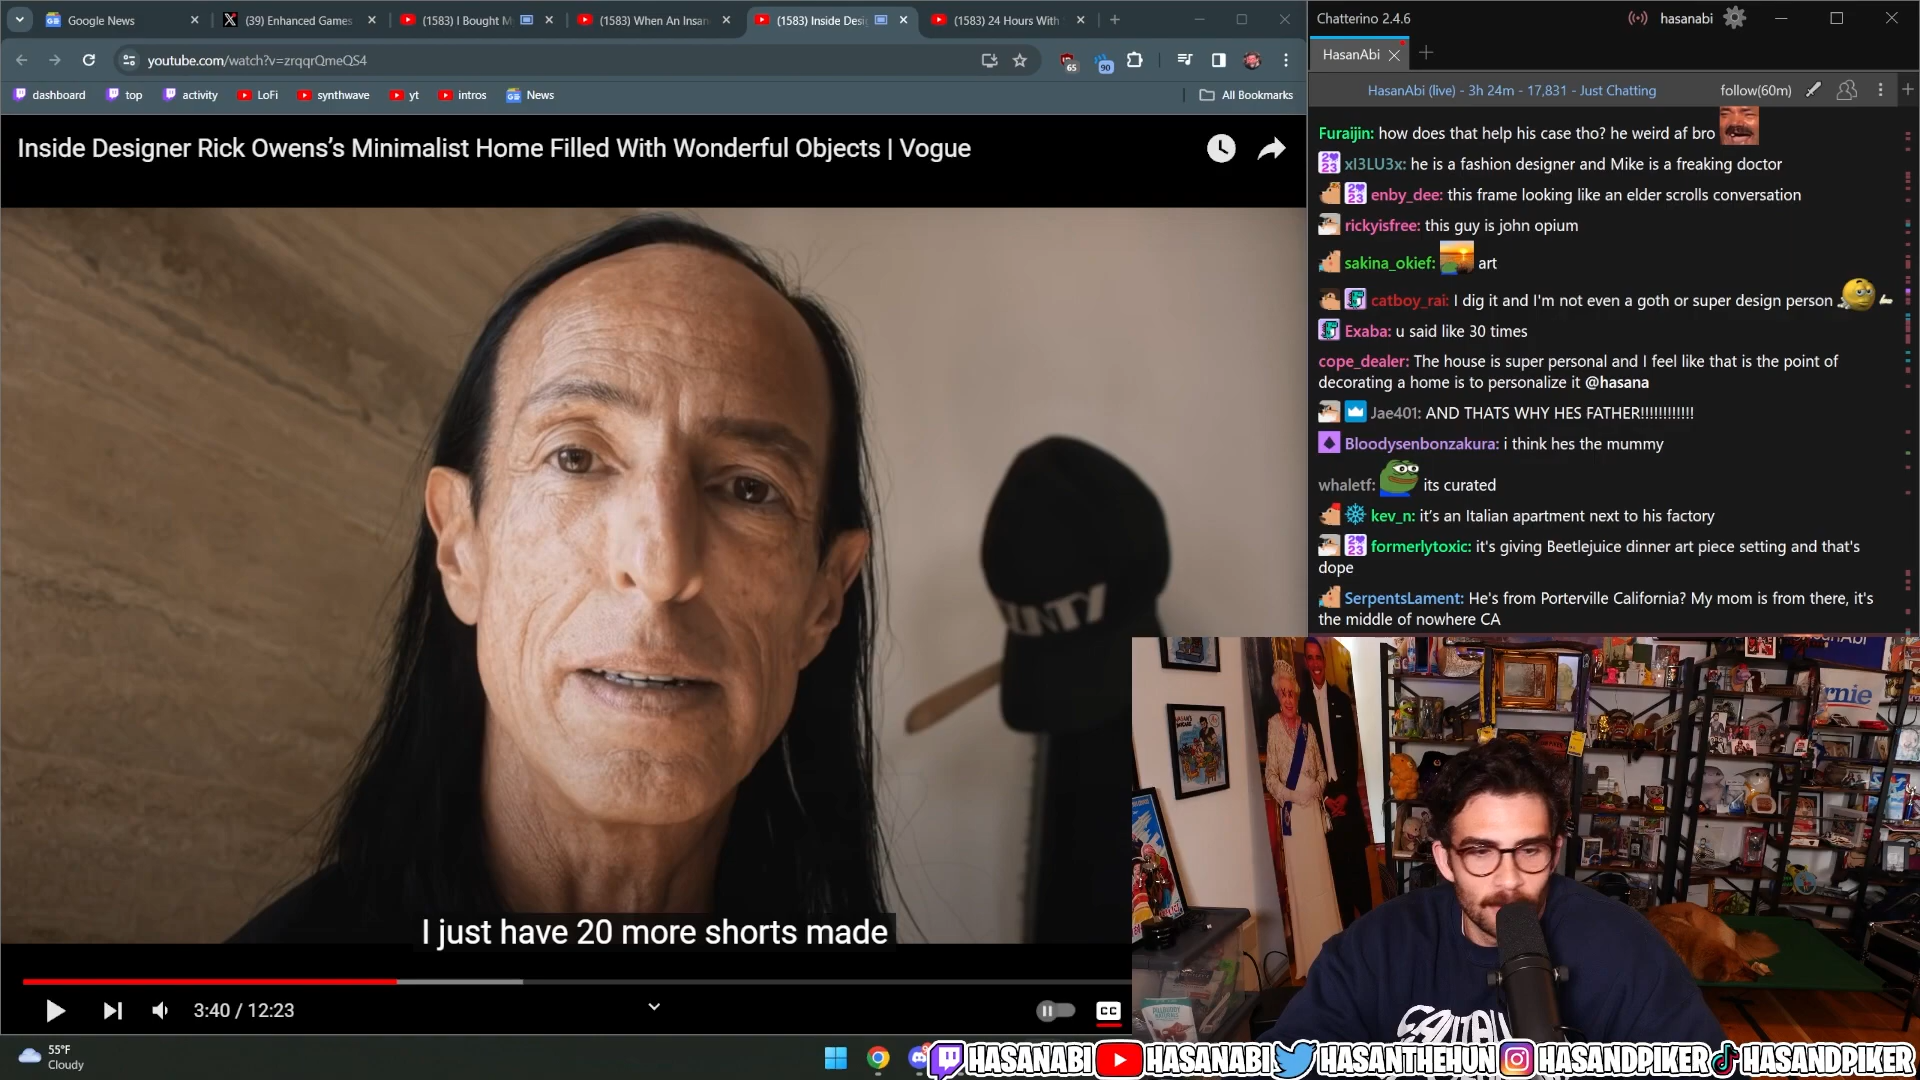 Google News
(39) Enhanced Games
(1583) I Bought M
(1583) When An Insan
(1583) Inside Desi
(1583) 24 Hours With
youtube.com/watch?v=zrqqrQmeQS4
65
90
dashboard
top
activity
LoFi
synthwave
yt
intros
News
All Bookmarks
Inside Designer Rick Owens's Minimalist Home Filled With Wonderful Objects | Vogue
I just have 20 more shorts made
3:40 / 12:23
CC
55°F
Cloudy
Chatterino 2.4.6
hasanabi
HasanAbi
HasanAbi (live) - 3h 24m - 17,831 - Just Chatting
follow(60m)
Furaijin: how does that help his case tho? he weird af bro
xI3LU3x: he is a fashion designer and Mike is a freaking doctor
enby_dee: this frame looking like an elder scrolls conversation
rickyisfree: this guy is john opium
sakina_okief: art
catboy_rai: I dig it and I'm not even a goth or super design person
Exaba: u said like 30 times
cope_dealer: The house is super personal and I feel like that is the point of
decorating a home is to personalize it @hasana
Jae401: AND THATS WHY HES FATHER!!!!!!!!!!!!
Bloodysenbonzakura: i think hes the mummy
whaletf: its curated
kev_n: it's an Italian apartment next to his factory
formerlytoxic: it's giving Beetlejuice dinner art piece setting and that's
dope
SerpentsLament: He's from Porterville California? My mom is from there, it's
the middle of nowhere CA
HASANABI
HASANABI
HASANTHEHUN
HASANDPIKER
HASANDPIKER